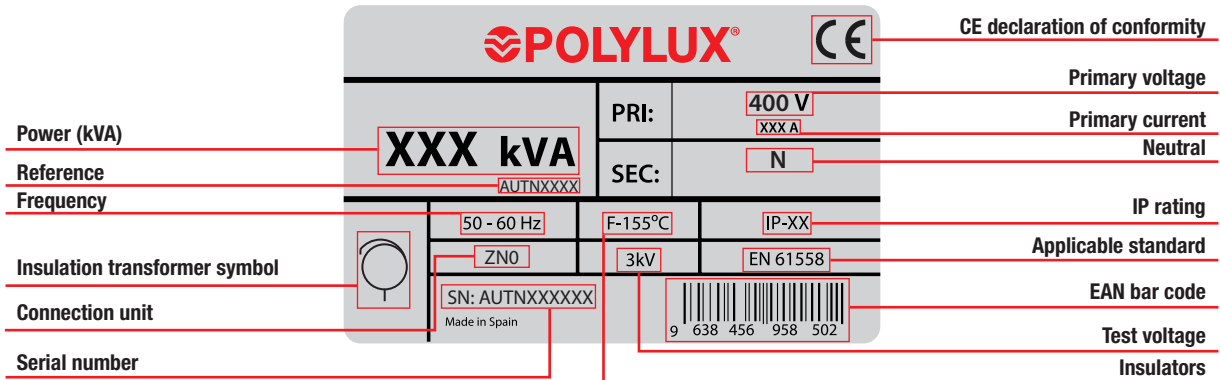 POLYLUX®
CE
CE declaration of conformity
Primary voltage
Primary current
Neutral
IP rating
Applicable standard
EAN bar code
Test voltage
Insulators
Power (kVA)
Reference
Frequency
Insulation transformer symbol
Connection unit
Serial number
XXX kVA
AUTNXXXX
PRI:
400 V
XXX A
SEC:
N
50 - 60 Hz
F-155ºC
IP-XX
ZN0
3kV
EN 61558
SN: AUTNXXXXXX
Made in Spain
9 638 456 958 502